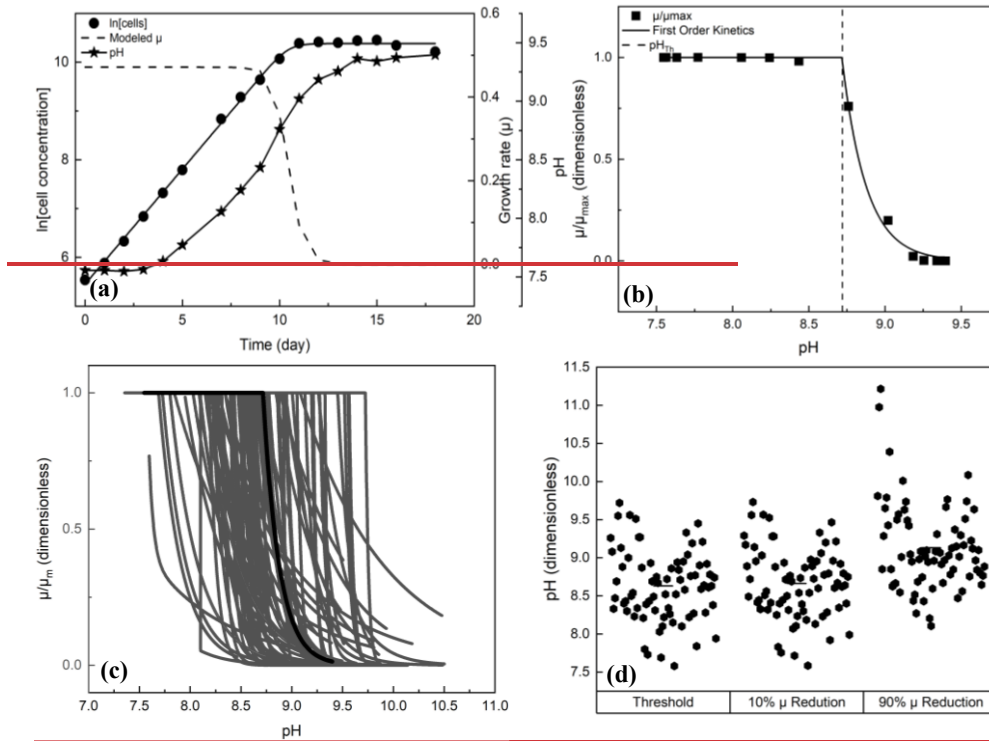 ln[cells]
Modeled μ
pH
ln[cell concentration]
10
8
6
0
5
10
15
20
Time (day)
0.6
0.4
0.2
0.0
Growth rate (μ)
9.5
9.0
8.5
8.0
7.5
pH
(a)
μ/μmax
First Order Kinetics
pHTh
μ/μmax (dimensionless)
1.0
0.5
0.0
7.5
8.0
8.5
9.0
9.5
pH
(b)
μ/μm (dimensionless)
1.0
0.5
0.0
7.0
7.5
8.0
8.5
9.0
9.5
10.0
10.5
11.0
pH
(c)
pH (dimensionless)
11.5
11.0
10.5
10.0
9.5
9.0
8.5
8.0
7.5
(d)
Threshold
10% μ Redution
90% μ Reduction